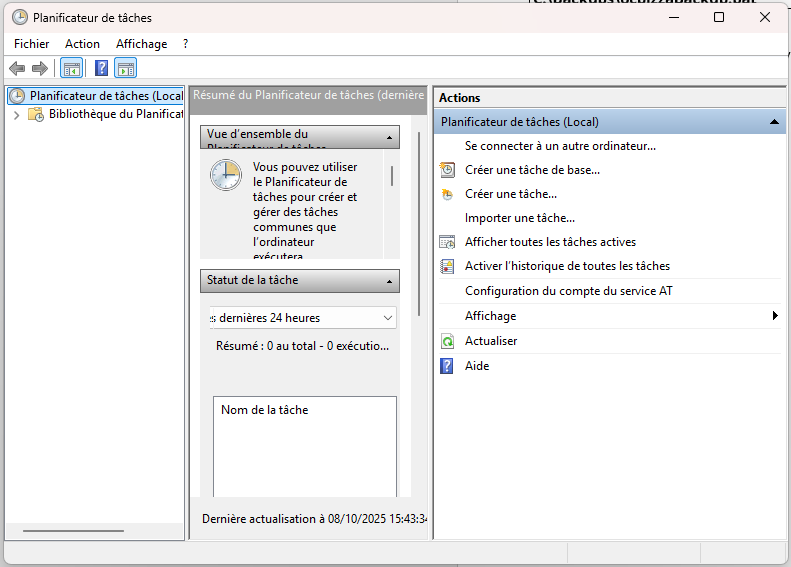 Planificateur de tâches
Fichier Action Affichage ?
Planificateur de tâches (Local
Bibliothèque du Planificat
Résumé du Planificateur de tâches (dernière
Vue d'ensemble du
Planificateur de tâches
Vous pouvez utiliser
le Planificateur de
tâches pour créer et
gérer des tâches
communes que
l'ordinateur
exécutera
Statut de la tâche
s dernières 24 heures
Résumé : 0 au total - 0 exécutio...
Nom de la tâche
Dernière actualisation à 08/10/2025 15:43:34
Actions
Planificateur de tâches (Local)
Se connecter à un autre ordinateur...
Créer une tâche de base...
Créer une tâche...
Importer une tâche...
Afficher toutes les tâches actives
Activer l'historique de toutes les tâches
Configuration du compte du service AT
Affichage
Actualiser
Aide